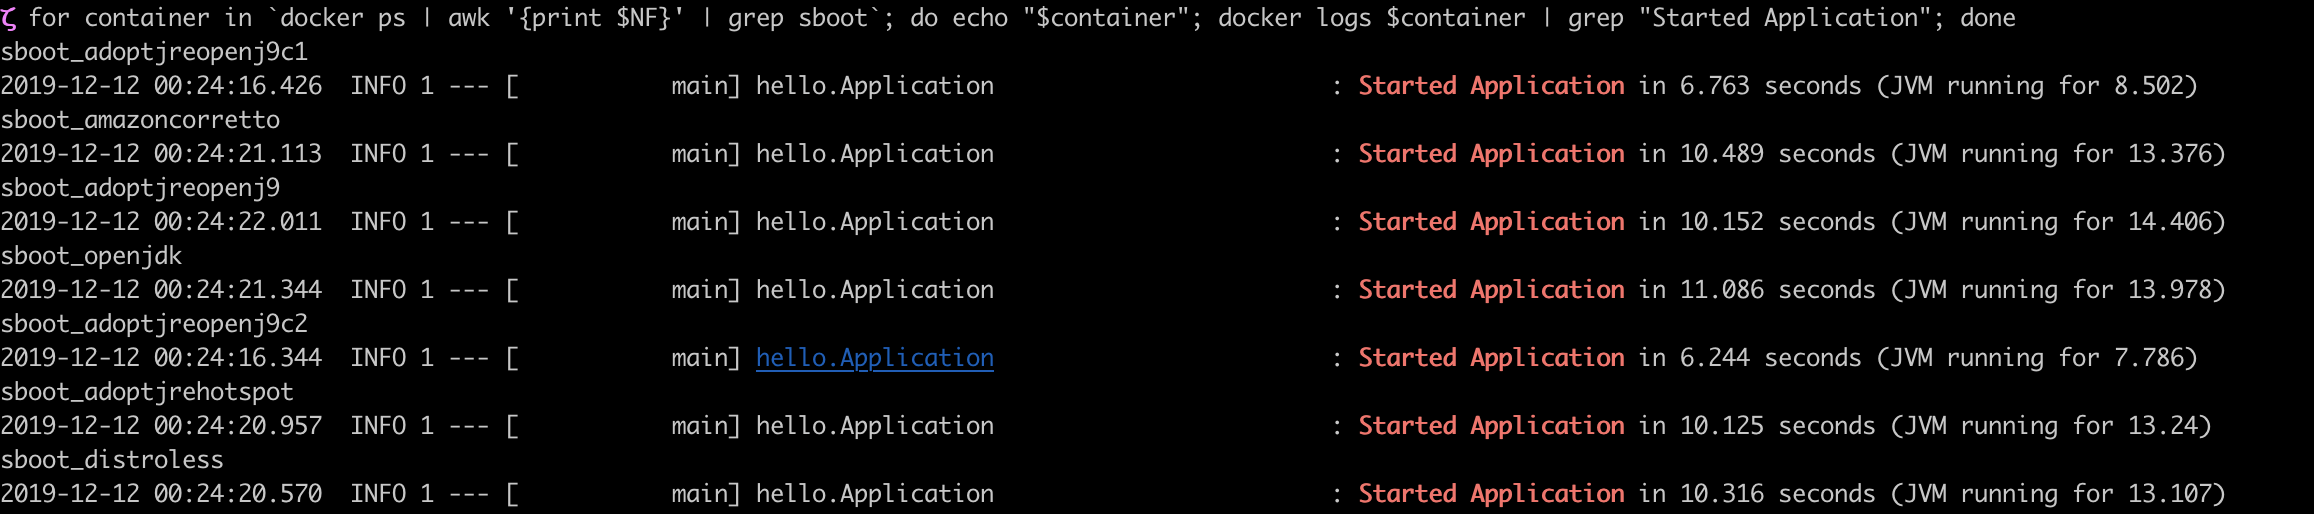 ζ for container in `docker ps | awk '{print $NF}' | grep sboot`; do echo "$container"; docker logs $container | grep "Started Application"; done
sboot_adoptjreopenj9c1
2019-12-12 00:24:16.426  INFO 1 --- [           main] hello.Application                        : Started Application in 6.763 seconds (JVM running for 8.502)
sboot_amazoncorretto
2019-12-12 00:24:21.113  INFO 1 --- [           main] hello.Application                        : Started Application in 10.489 seconds (JVM running for 13.376)
sboot_adoptjreopenj9
2019-12-12 00:24:22.011  INFO 1 --- [           main] hello.Application                        : Started Application in 10.152 seconds (JVM running for 14.406)
sboot_openjdk
2019-12-12 00:24:21.344  INFO 1 --- [           main] hello.Application                        : Started Application in 11.086 seconds (JVM running for 13.978)
sboot_adoptjreopenj9c2
2019-12-12 00:24:16.344  INFO 1 --- [           main] hello.Application                        : Started Application in 6.244 seconds (JVM running for 7.786)
sboot_adoptjrehotspot
2019-12-12 00:24:20.957  INFO 1 --- [           main] hello.Application                        : Started Application in 10.125 seconds (JVM running for 13.24)
sboot_distroless
2019-12-12 00:24:20.570  INFO 1 --- [           main] hello.Application                        : Started Application in 10.316 seconds (JVM running for 13.107)